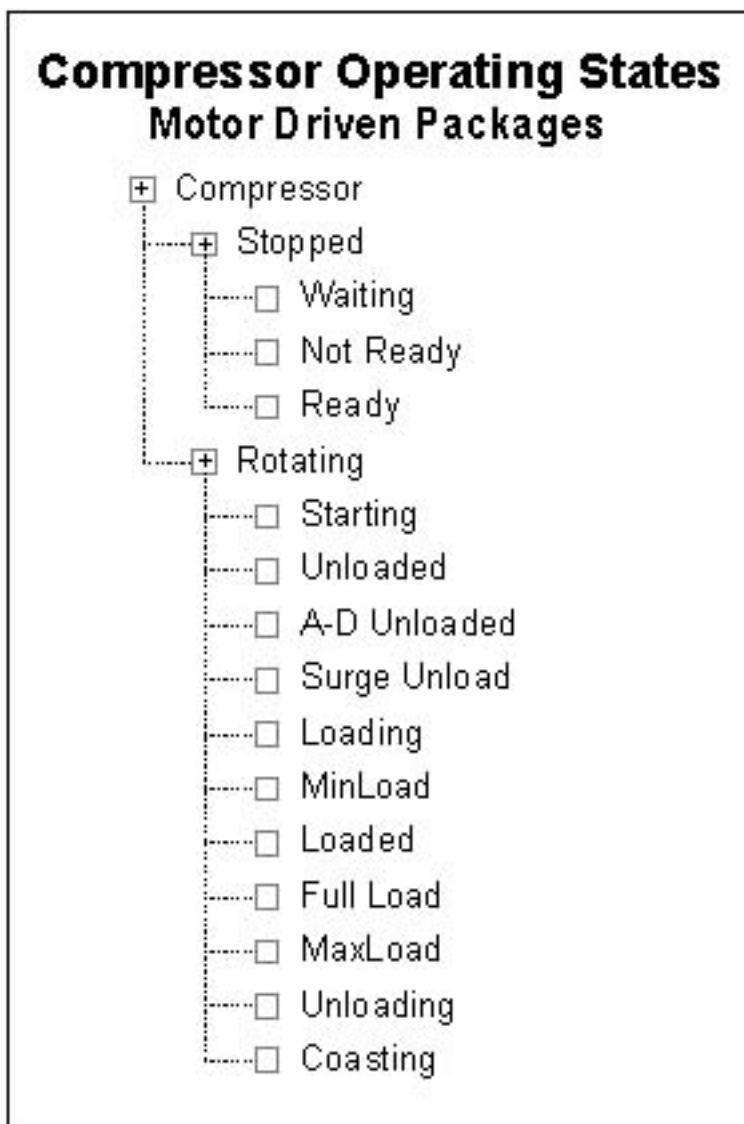 Compressor Operating States
Motor Driven Packages
Compressor
Stopped
Waiting
Not Ready
Ready
Rotating
Starting
Unloaded
A-D Unloaded
Surge Unload
Loading
MinLoad
Loaded
Full Load
MaxLoad
Unloading
Coasting